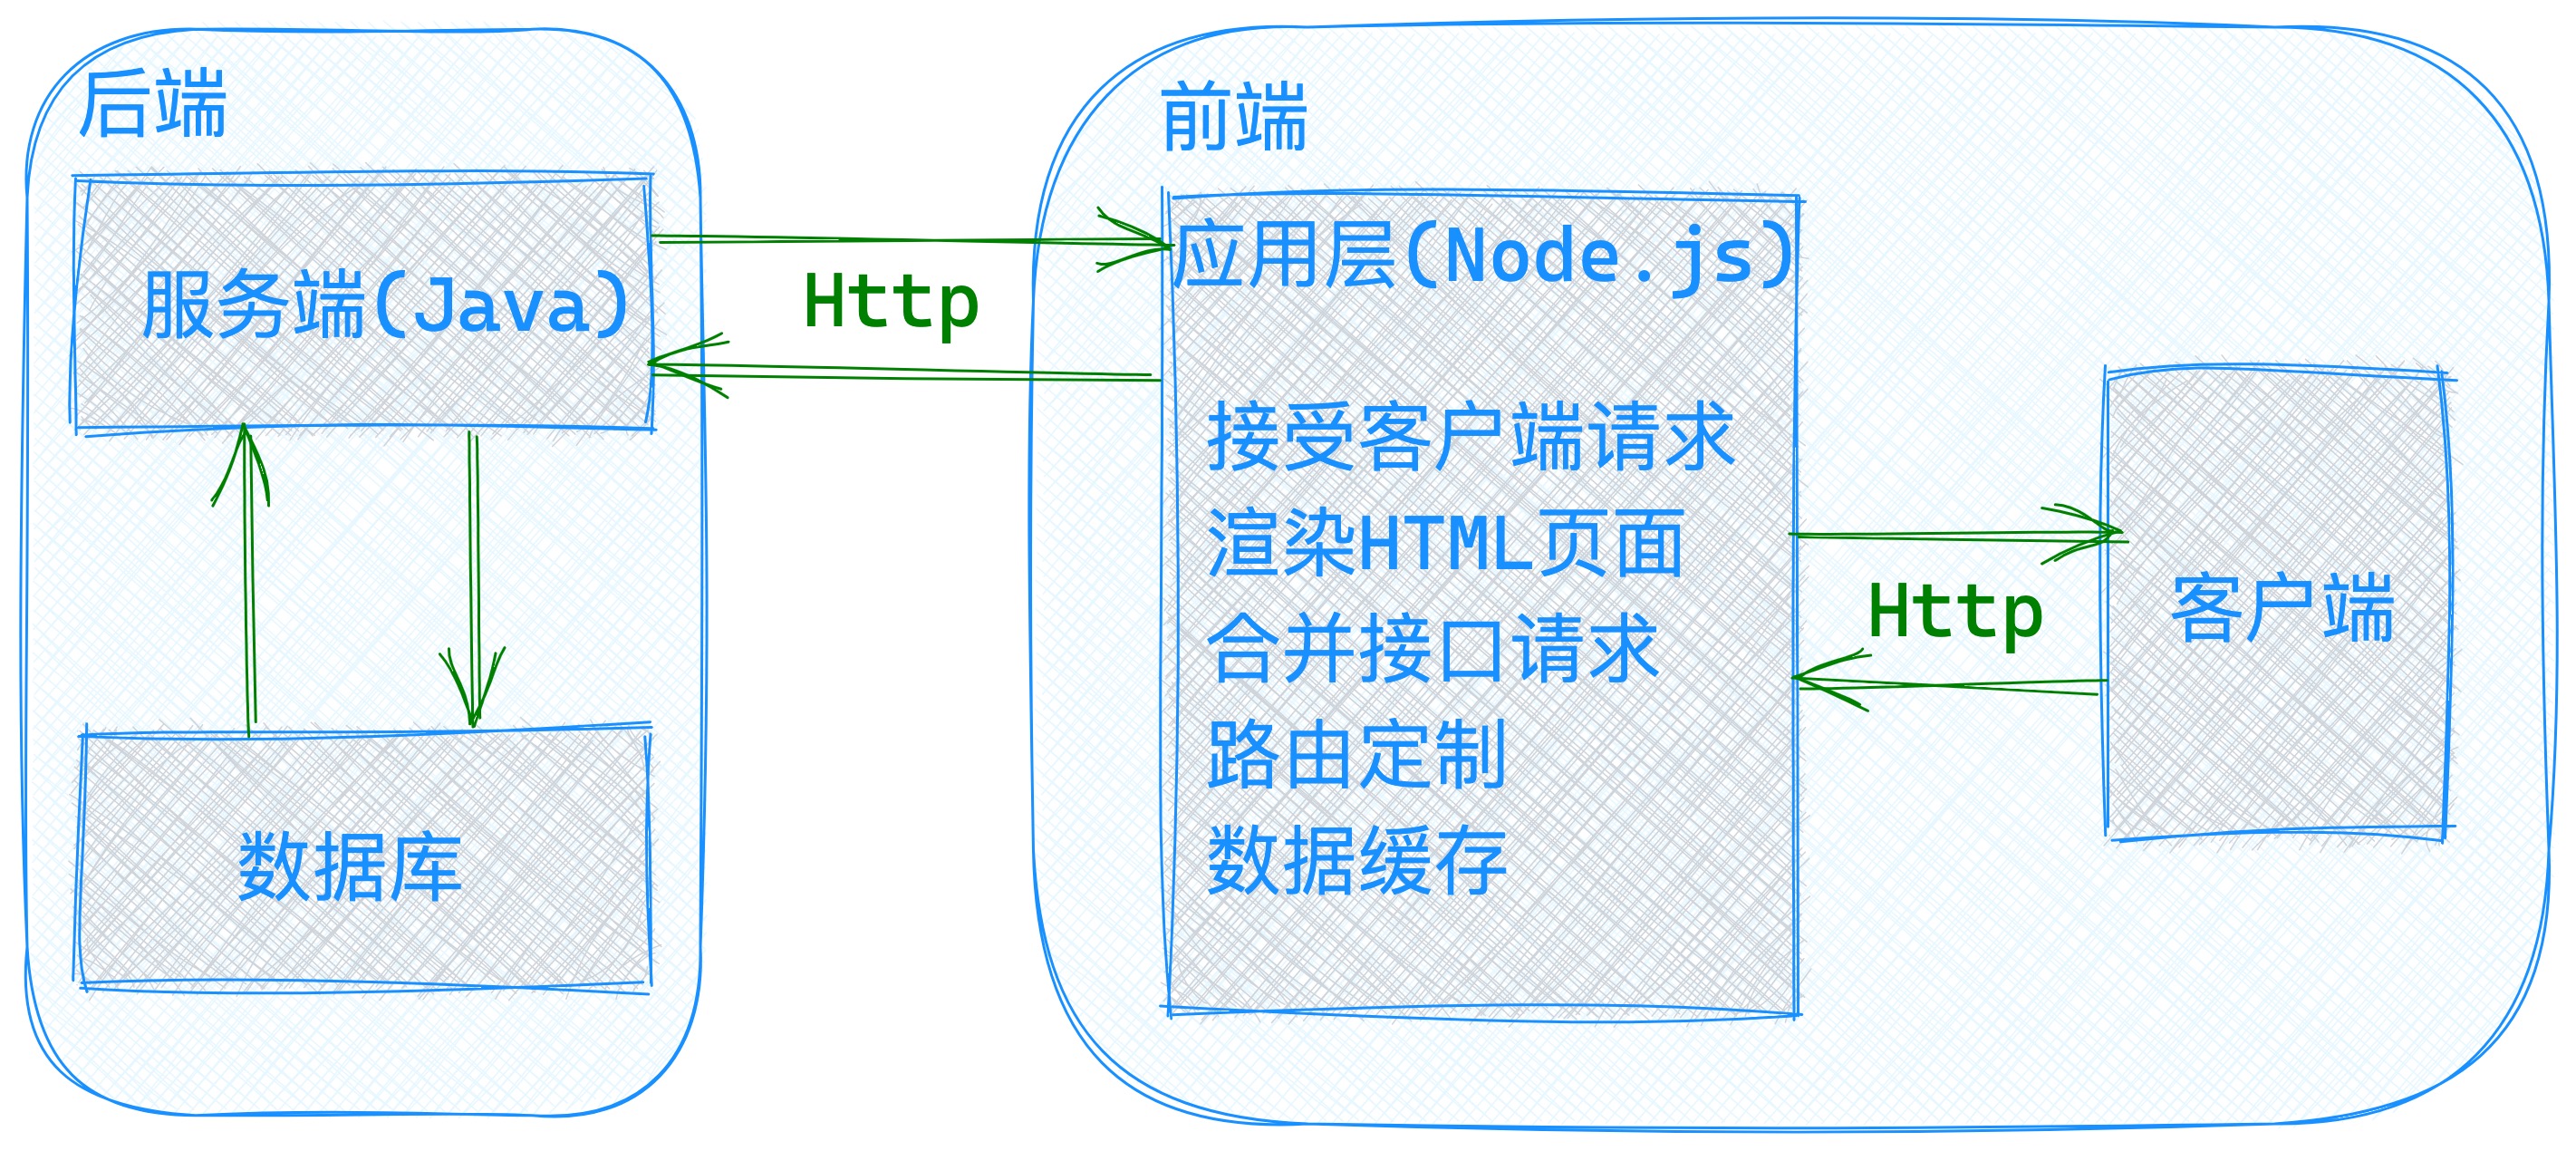 后端
服务端(Java)
数据库
Http
前端
应用层(Node.js)
接受客户端请求
渲染HTML页面
合并接口请求
路由定制
数据缓存
Http
客户端